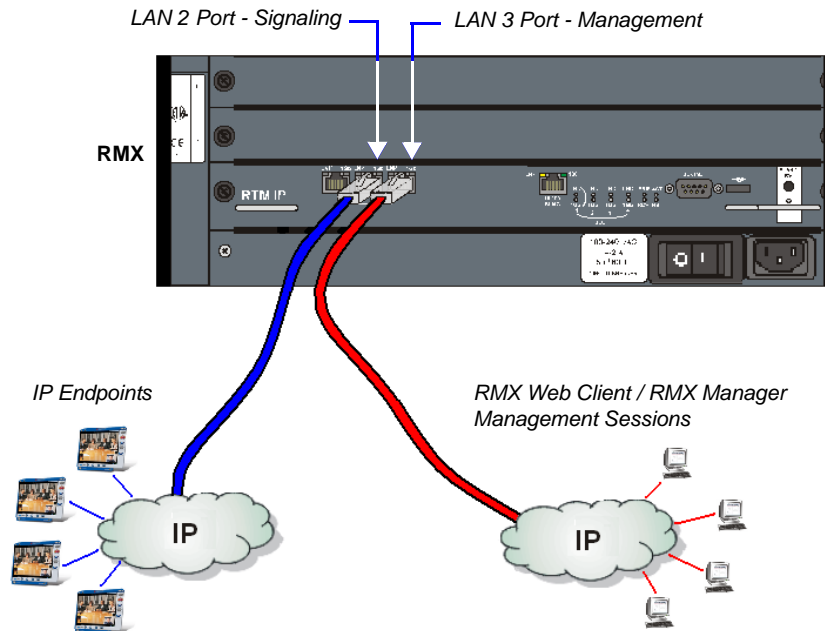 LAN 2 Port - Signaling
LAN 3 Port - Management
RMX
RTM IP
IP Endpoints
RMX Web Client / RMX Manager
Management Sessions
IP
IP